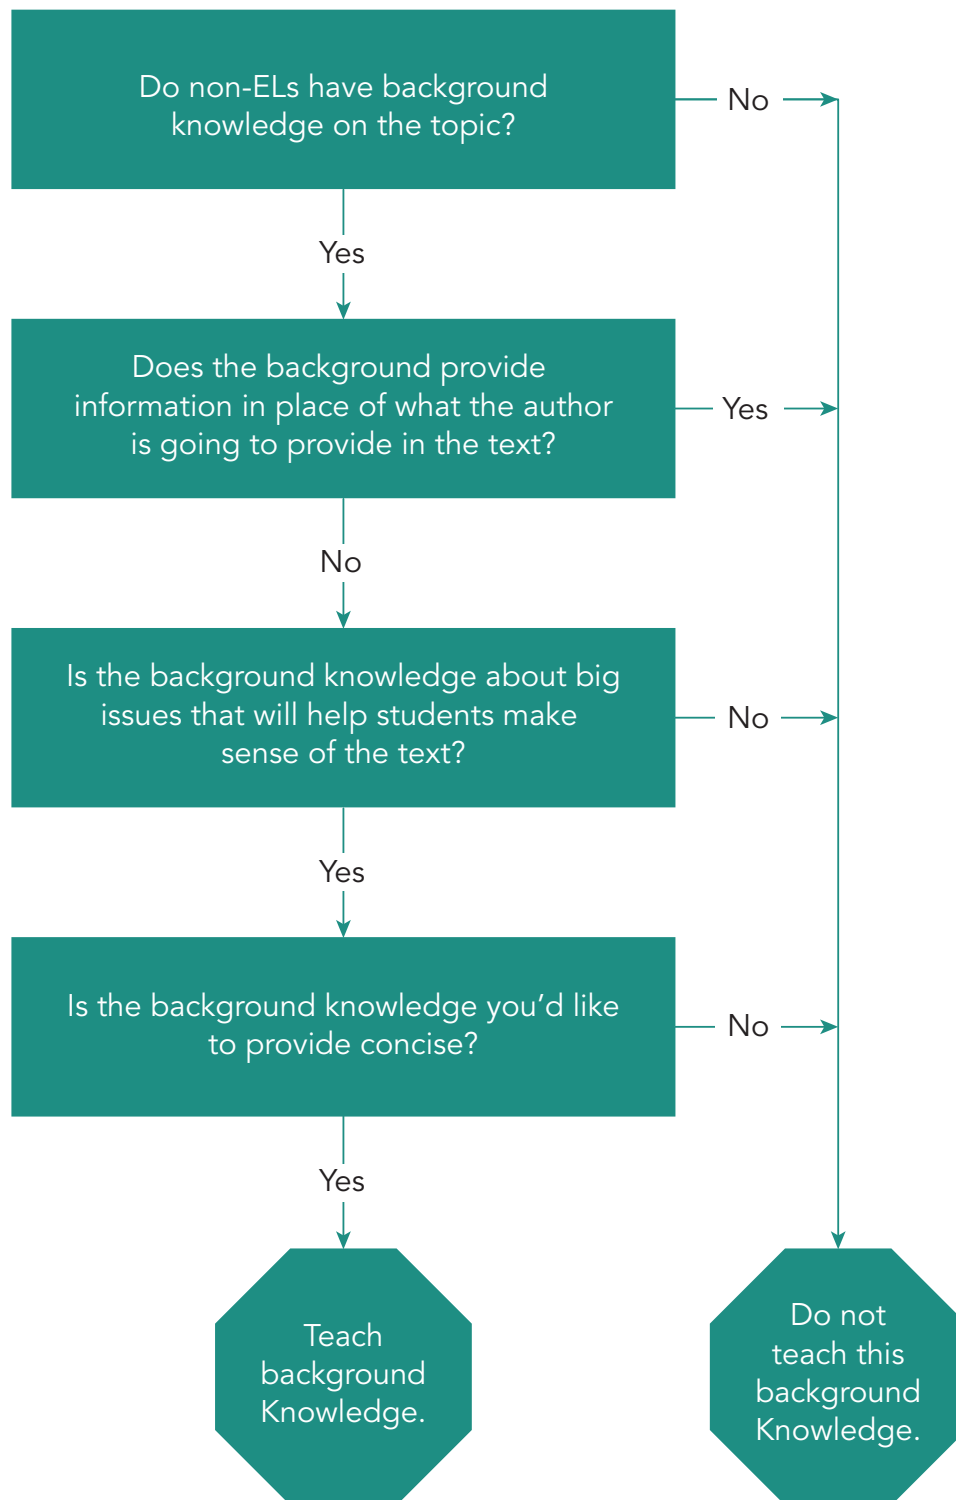 Do non-ELs have background
knowledge on the topic?
No
Yes
Does the background provide
information in place of what the author
is going to provide in the text?
Yes
No
Is the background knowledge about big
issues that will help students make
sense of the text?
No
Yes
Is the background knowledge you’d like
to provide concise?
No
Yes
Teach
background
Knowledge.
Do not
teach this
background
Knowledge.